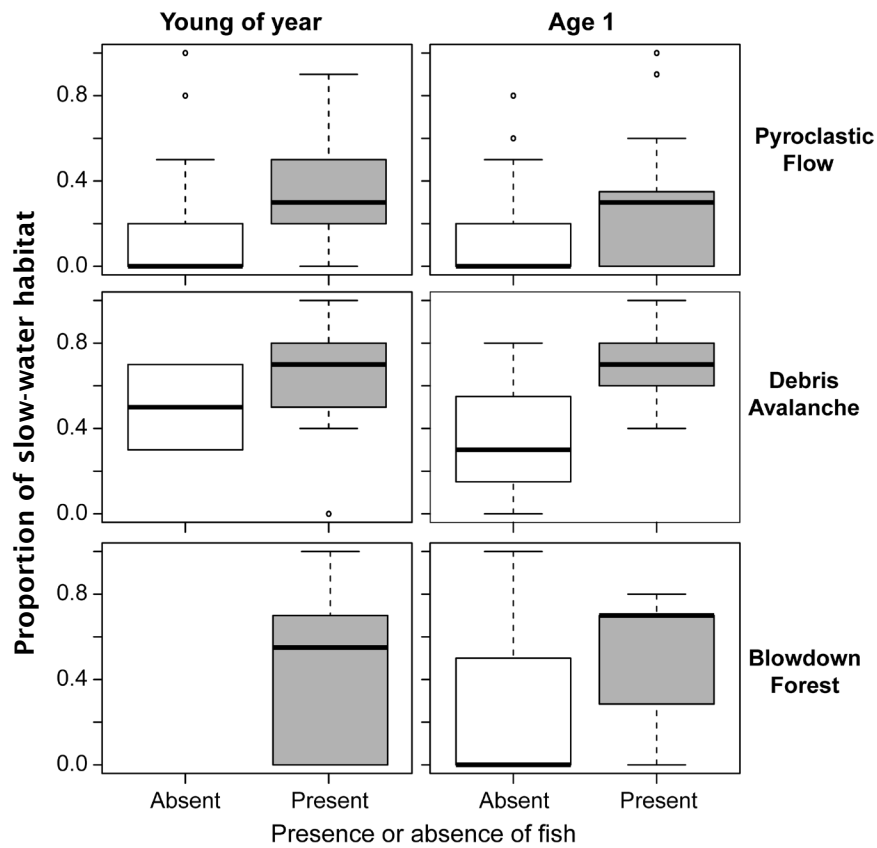 Young of year
Age 1
Proportion of slow-water habitat
0.8
0.4
0.0
Pyroclastic
Flow
0.8
0.4
0.0
Debris
Avalanche
0.8
0.4
0.0
Blowdown
Forest
Absent
Present
Absent
Present
Presence or absence of fish